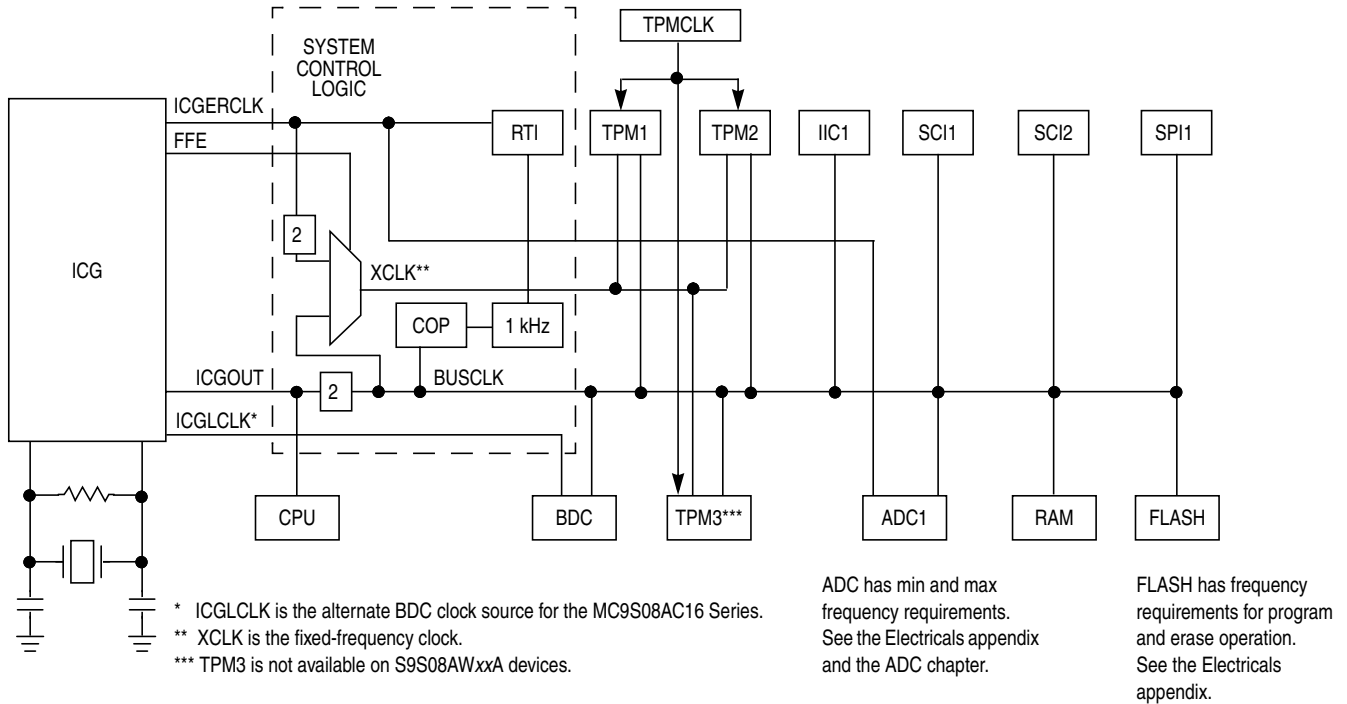 TPMCLK
SYSTEM
CONTROL
LOGIC
ICGERCLK
FFE
RTI
TPM1
TPM2
IIC1
SCI1
SCI2
SPI1
2
ICG
XCLK**
COP
1 kHz
ICGOUT
2
BUSCLK
ICGLCLK*
CPU
BDC
TPM3***
ADC1
RAM
FLASH
* ICGLCLK is the alternate BDC clock source for the MC9S08AC16 Series.
** XCLK is the fixed-frequency clock.
*** TPM3 is not available on S9S08AWxxA devices.
ADC has min and max
frequency requirements.
See the Electricals appendix
and the ADC chapter.
FLASH has frequency
requirements for program
and erase operation.
See the Electricals
appendix.